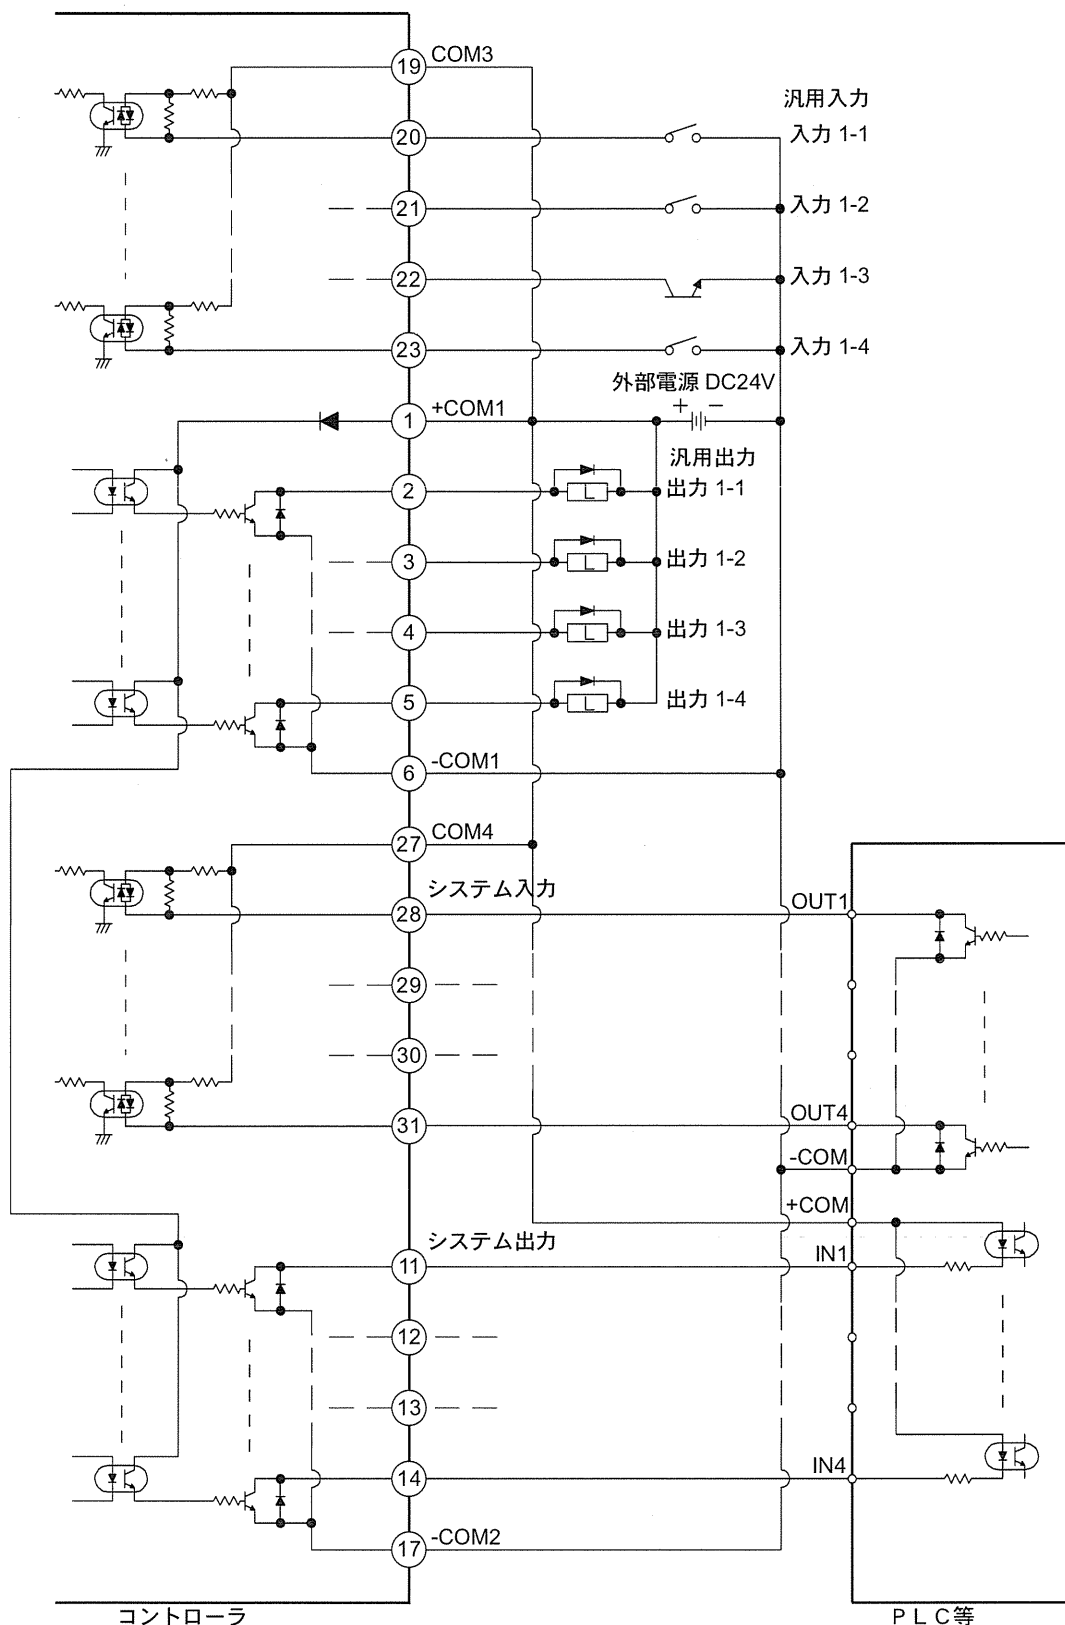 19 COM3
汎用入力
20 入力 1-1
21 入力 1-2
22 入力 1-3
23 入力 1-4
外部電源 DC24V
1 +COM1 + −
汎用出力
2 L 出力 1-1
3 L 出力 1-2
4 L 出力 1-3
5 L 出力 1-4
6 -COM1
27 COM4
システム入力
28 OUT1
29
30
31 OUT4
-COM
+COM
システム出力
11 IN1
12
13
14 IN4
17 -COM2
コントローラ
ＰＬＣ等